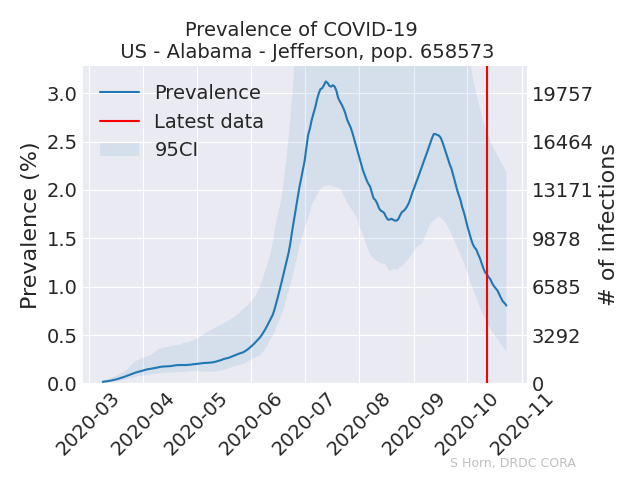 Prevalence of COVID-19
US - Alabama - Jefferson, pop. 658573
Prevalence
Latest data
95CI
Prevalence (%)
3.0
2.5
2.0
1.5
1.0
0.5
0.0
19757
16464
13171
9878
6585
3292
0
# of infections
2020-03
2020-04
2020-05
2020-06
2020-07
2020-08
2020-09
2020-10
2020-11
S Horn, DRDC CORA